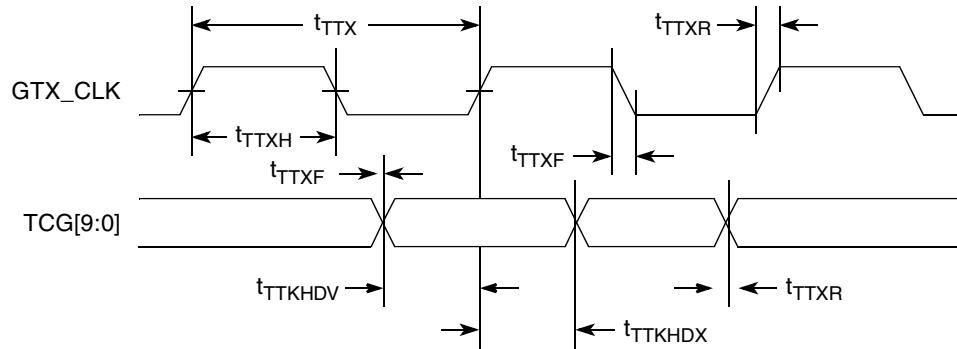 tTTX
tTTXR
GTX_CLK
tTTXH
tTTXF
tTTXF
TCG[9:0]
tTTKHDV
tTTXR
tTTKHDX